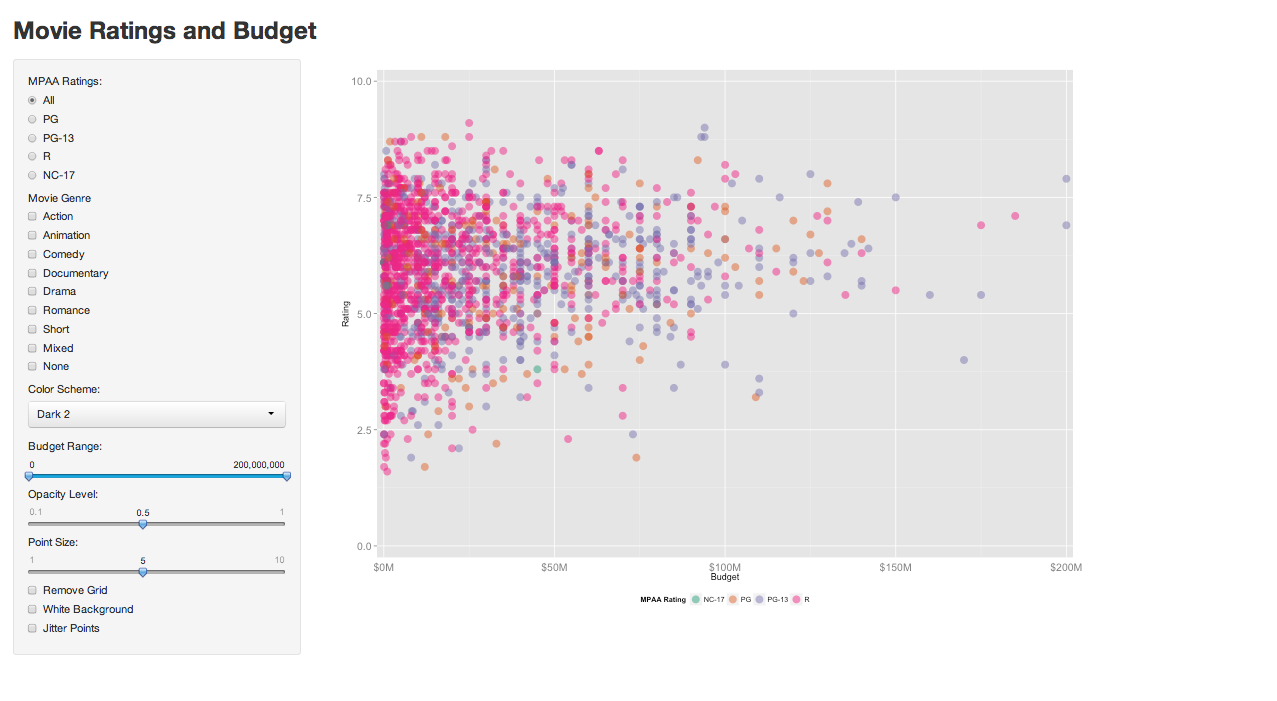 Movie Ratings and Budget
MPAA Ratings:
All
PG
PG-13
R
NC-17
Movie Genre
Action
Animation
Comedy
Documentary
Drama
Romance
Short
Mixed
None
Color Scheme:
Dark 2
Budget Range:
0 200,000,000
Opacity Level:
0.1 0.5 1
Point Size:
1 5 10
Remove Grid
White Background
Jitter Points
10.0
7.5
5.0
2.5
0.0
Rating
$0M $50M $100M $150M $200M
Budget
MPAA Rating NC-17 PG PG-13 R